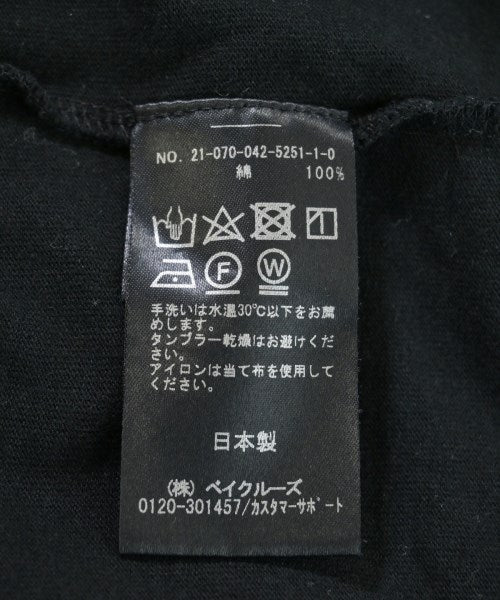 NO. 21-070-042-5251-1-0
綿 100%
F W
手洗いは水温30℃以下をお薦
めします。
タンブラー乾燥はお避けくだ
さい。
アイロンは当て布を使用して
ください。
日本製
(株) ベイクルーズ
0120-301457/ｶｽﾀﾏｰｻﾎﾟｰﾄ